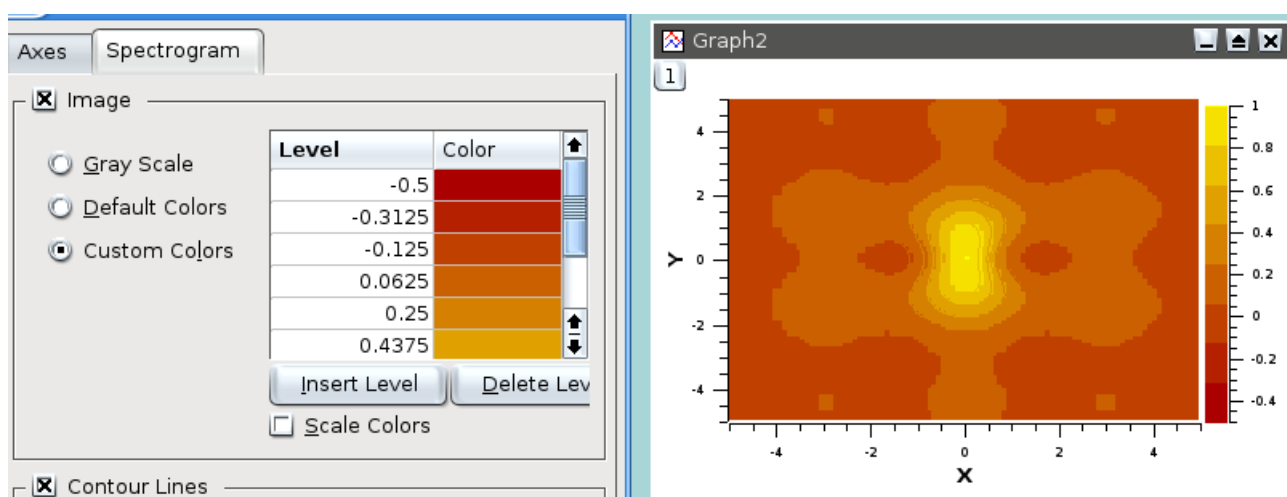 Axes Spectrogram
Image
Gray Scale
Default Colors
Custom Colors
Level Color
-0.5
-0.3125
-0.125
0.0625
0.25
0.4375
Insert Level Delete Lev
Scale Colors
Contour Lines
Graph2
1
Y
4
2
0
-2
-4
-4 -2 0 2 4
X
1
0.8
0.6
0.4
0.2
0
-0.2
-0.4